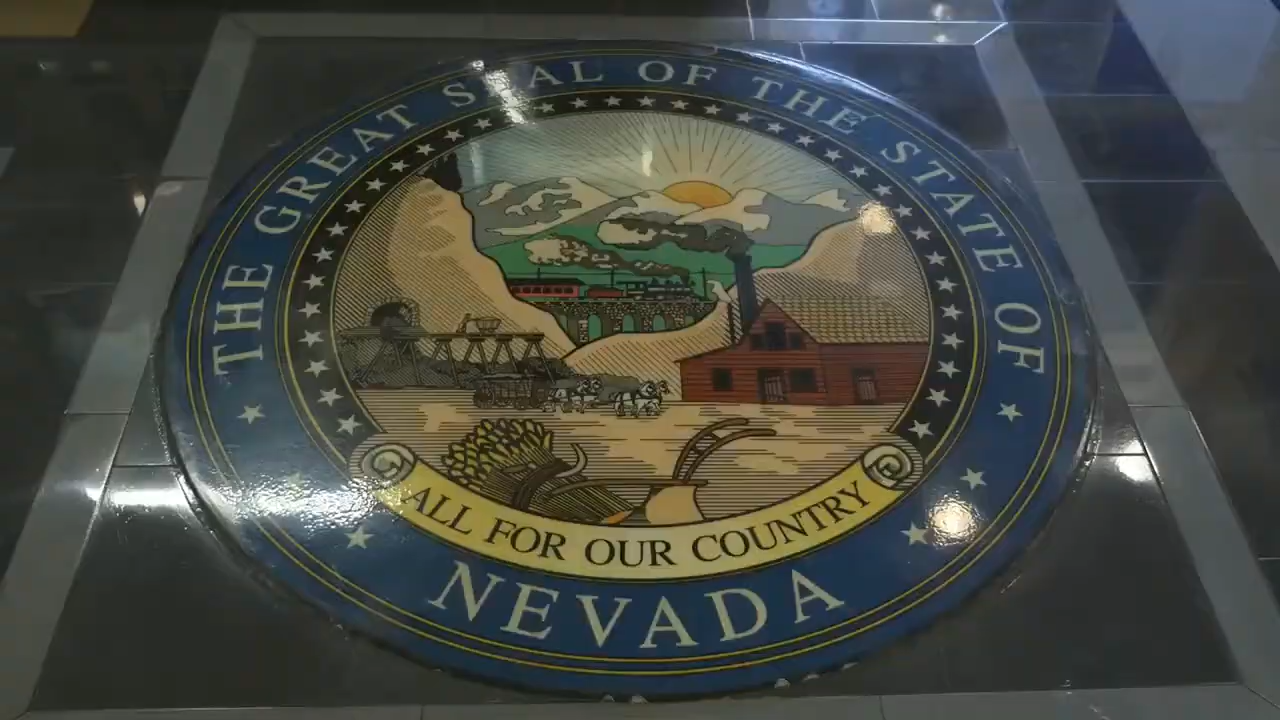 THE GREAT SEAL OF THE STATE OF
ALL FOR OUR COUNTRY
NEVADA